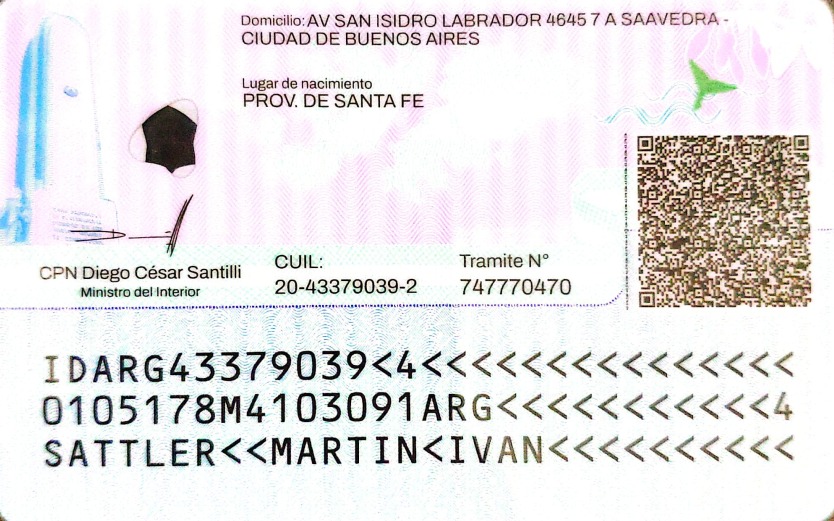 Domicilio: AV SAN ISIDRO LABRADOR 4645 7 A SAAVEDRA -
CIUDAD DE BUENOS AIRES
Lugar de nacimiento
PROV. DE SANTA FE
CPN Diego César Santilli
Ministro del Interior
CUIL:
20-43379039-2
Tramite N°
747770470
IDARG43379039<4<<<<<<<<<<<<<<<
0105178M4103091ARG<<<<<<<<<<<4
SATTLER<<MARTIN<IVAN<<<<<<<<<<